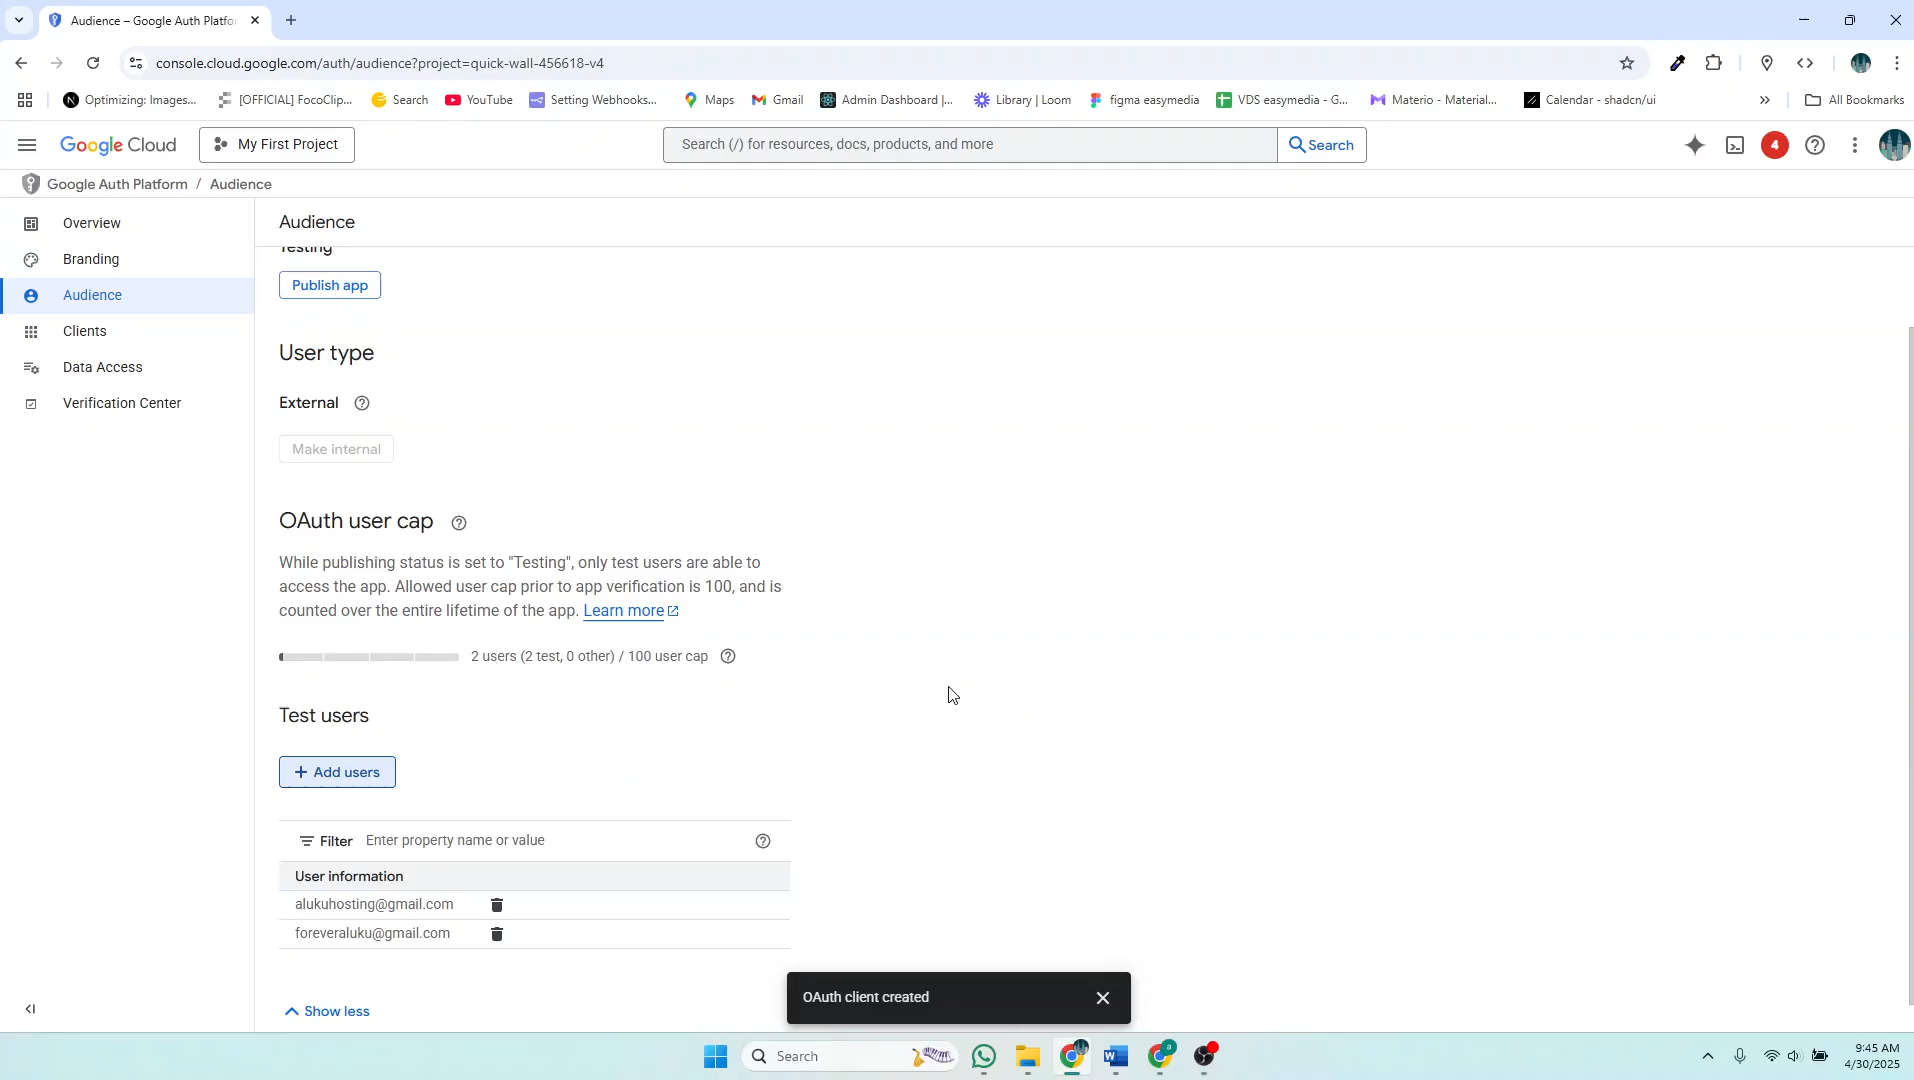 Audience – Google Auth Platfo
console.cloud.google.com/auth/audience?project=quick-wall-456618-v4
Optimizing: Images...
[OFFICIAL] FocoClip...
Search
YouTube
Setting Webhooks...
Maps
Gmail
Admin Dashboard |...
Library | Loom
figma easymedia
VDS easymedia - G...
Materio - Material...
Calendar - shadcn/ui
All Bookmarks
Google Cloud
My First Project
Search (/) for resources, docs, products, and more
Search
4
Google Auth Platform / Audience
Overview
Branding
Audience
Clients
Data Access
Verification Center
Audience
Testing
Publish app
User type
External
Make internal
OAuth user cap
While publishing status is set to "Testing", only test users are able to
access the app. Allowed user cap prior to app verification is 100, and is
counted over the entire lifetime of the app. Learn more
2 users (2 test, 0 other) / 100 user cap
Test users
+ Add users
Filter Enter property name or value
User information
alukuhosting@gmail.com
foreveraluku@gmail.com
Show less
OAuth client created
Search
9:45 AM
4/30/2025